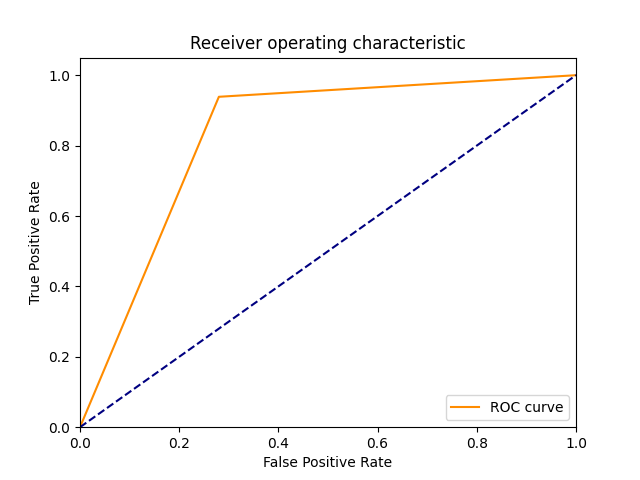 Receiver operating characteristic
True Positive Rate
1.0
0.8
0.6
0.4
0.2
0.0
0.0 0.2 0.4 0.6 0.8 1.0
False Positive Rate
ROC curve